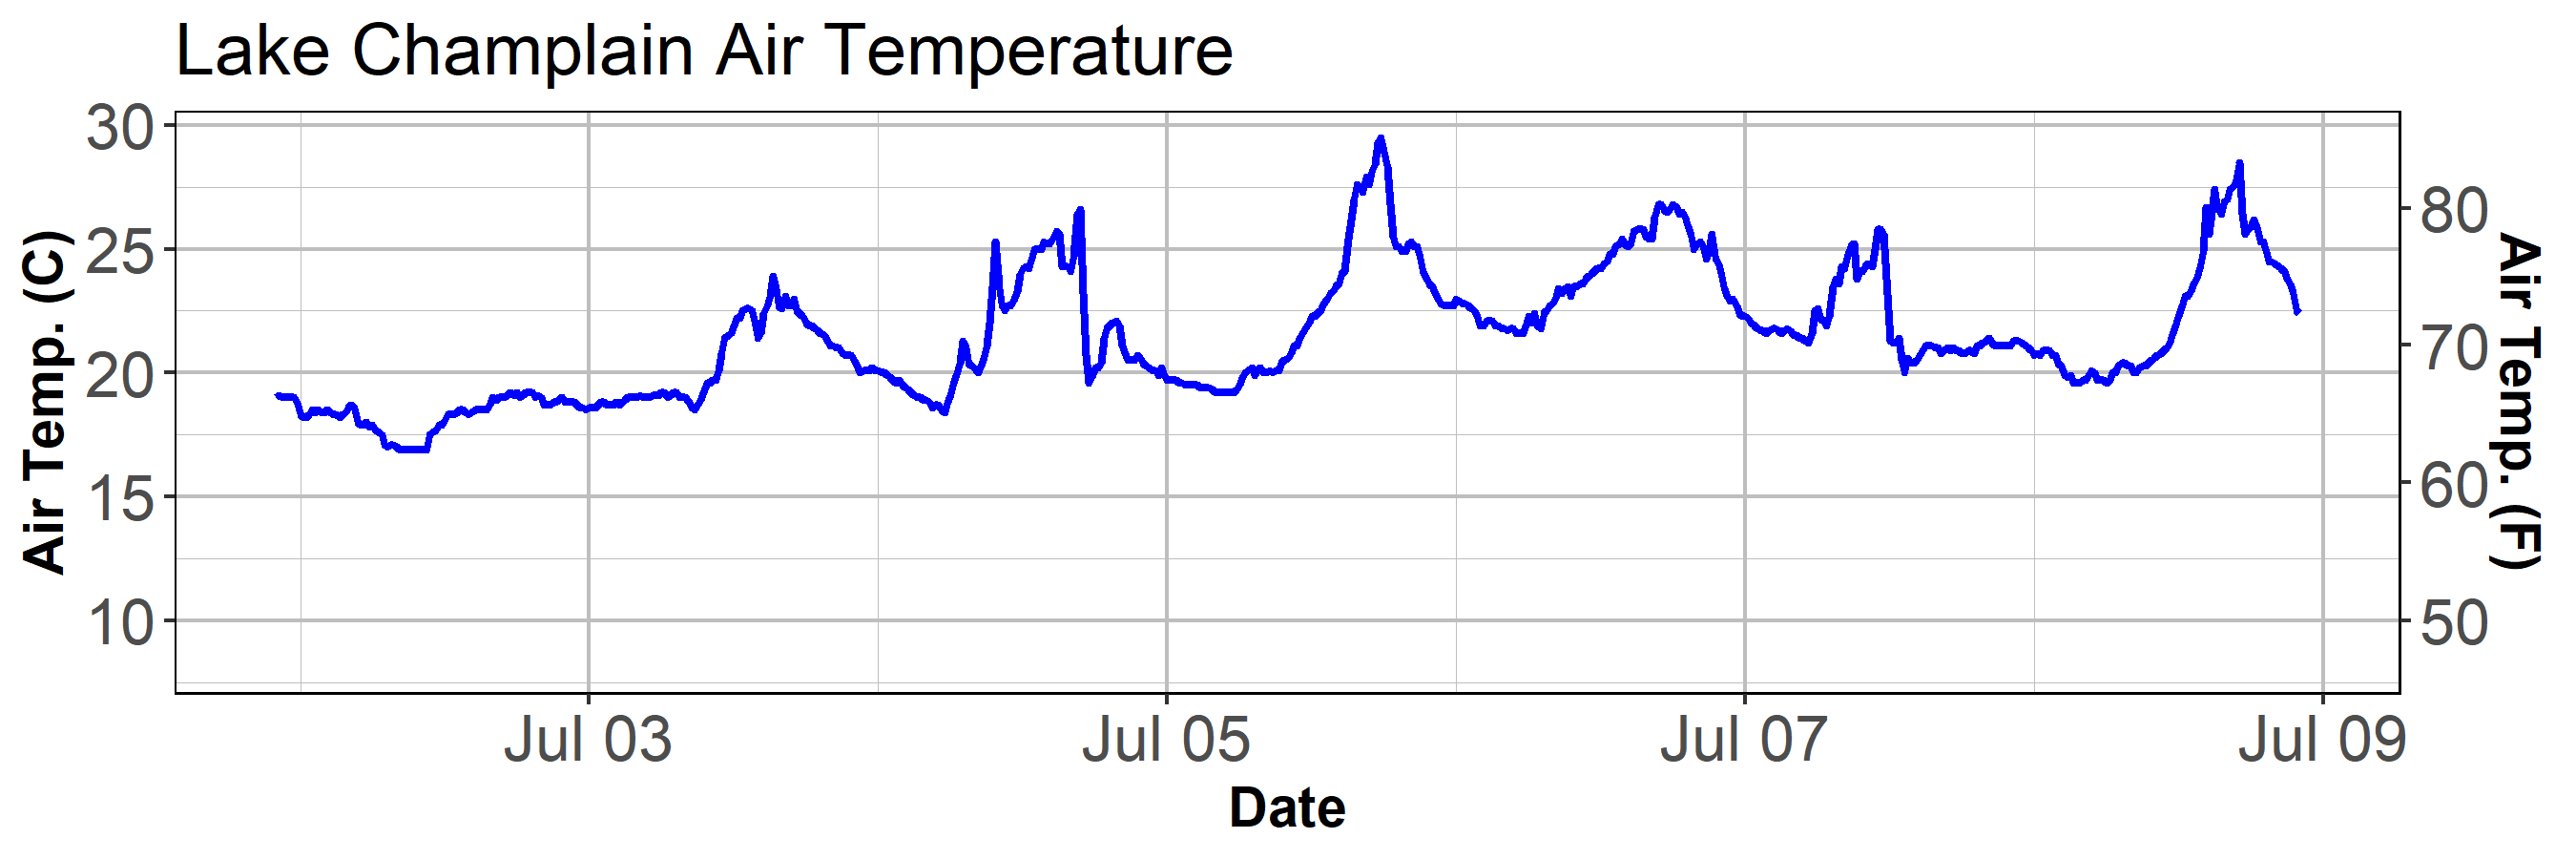 Lake Champlain Air Temperature
Air Temp. (C)
30
25
20
15
10
80
70
60
50
Air Temp. (F)
Jul 03 Jul 05 Jul 07 Jul 09
Date